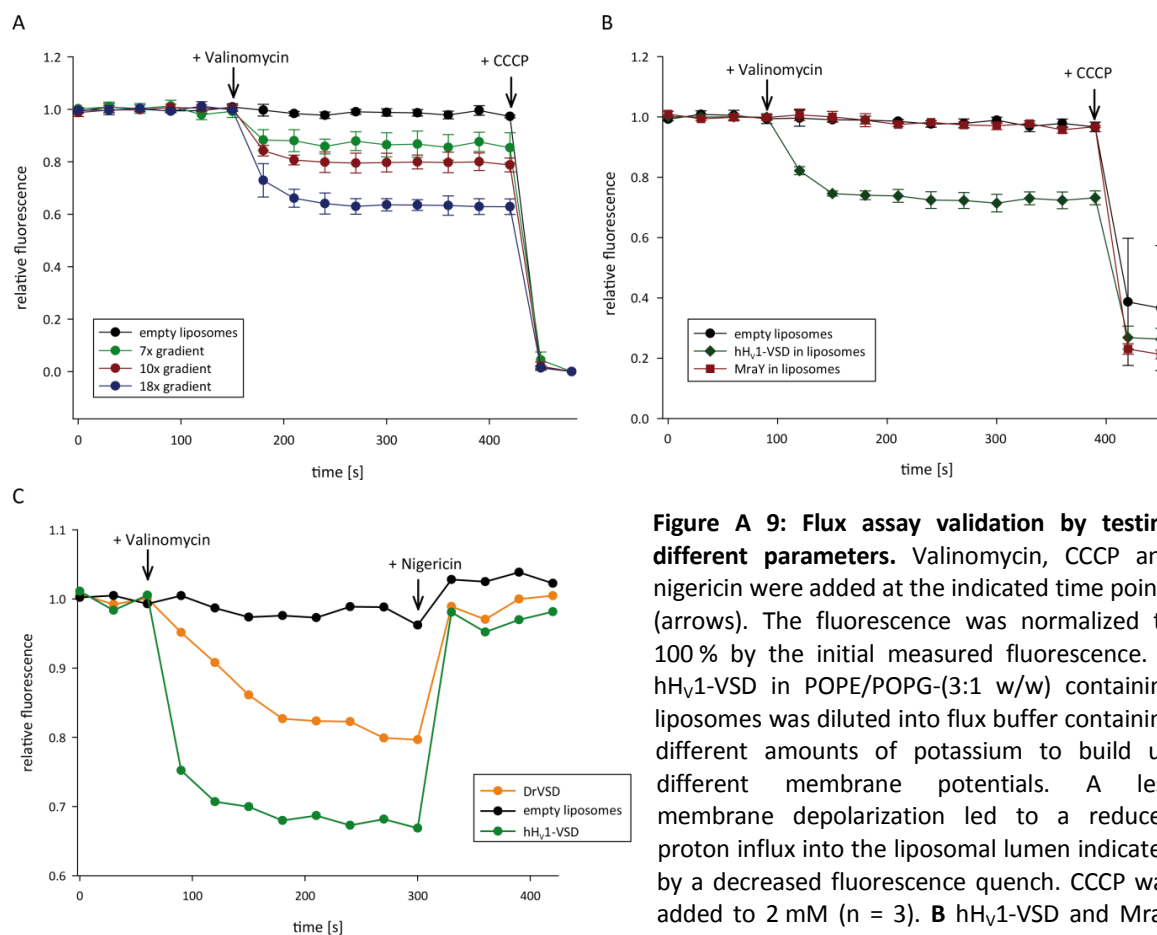 A
+ Valinomycin
+ CCCP
1.2
1.0
0.8
0.6
0.4
0.2
0.0
relative fluorescence
empty liposomes
7x gradient
10x gradient
18x gradient
0 100 200 300 400
time [s]
B
+ Valinomycin
+ CCCP
1.2
1.0
0.8
0.6
0.4
0.2
0.0
relative fluorescence
empty liposomes
hHV1-VSD in liposomes
MraY in liposomes
0 100 200 300 400
time [s]
C
+ Valinomycin
+ Nigericin
1.1
1.0
0.9
0.8
0.7
0.6
relative fluorescence
DrVSD
empty liposomes
hHV1-VSD
0 100 200 300 400
time [s]
Figure A 9: Flux assay validation by testin
different parameters. Valinomycin, CCCP an
nigericin were added at the indicated time point
(arrows). The fluorescence was normalized t
100 % by the initial measured fluorescence.
hHV1-VSD in POPE/POPG-(3:1 w/w) containin
liposomes was diluted into flux buffer containin
different amounts of potassium to build u
different membrane potentials. A les
membrane depolarization led to a reduce
proton influx into the liposomal lumen indicate
by a decreased fluorescence quench. CCCP wa
added to 2 mM (n = 3). B hHV1-VSD and Mra